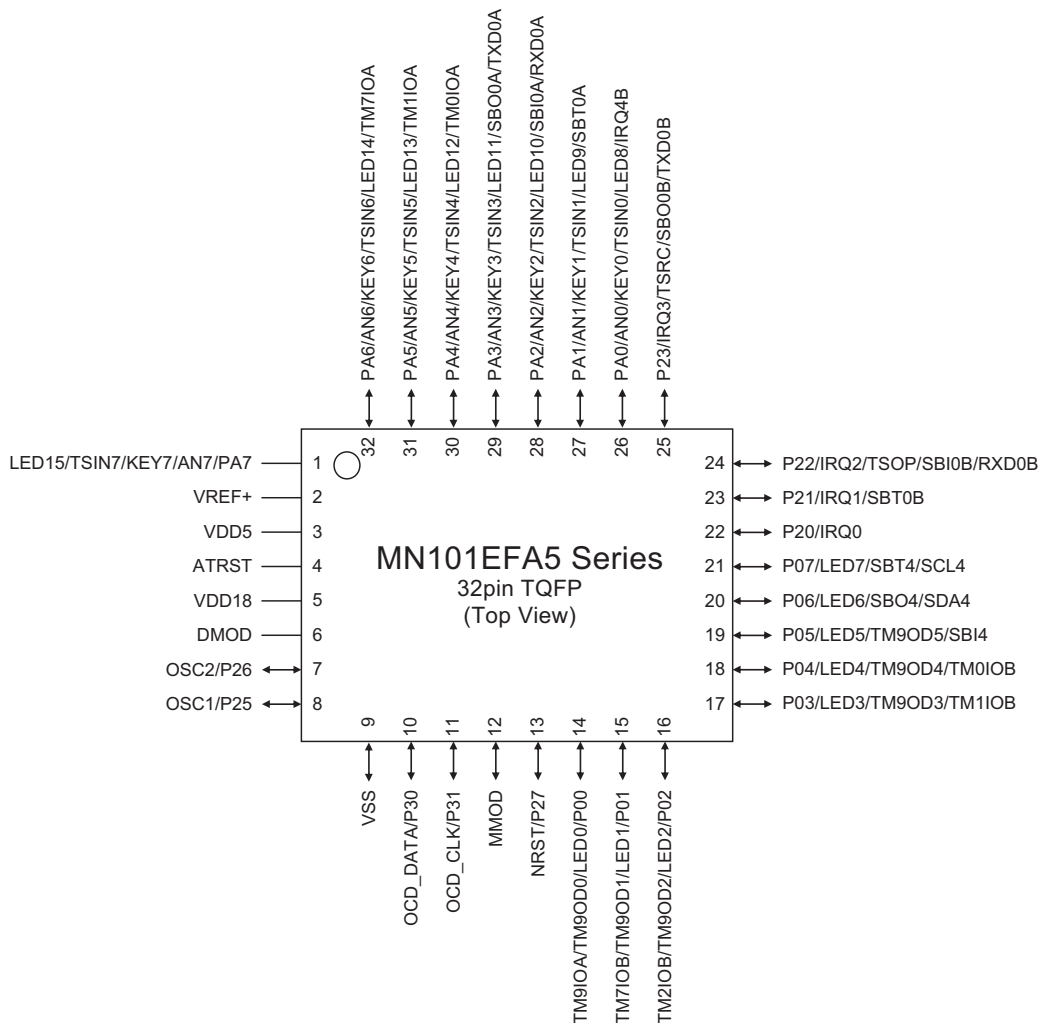 PA6/AN6/KEY6/TSIN6/LED14/TM7IOA
PA5/AN5/KEY5/TSIN5/LED13/TM1IOA
PA4/AN4/KEY4/TSIN4/LED12/TM0IOA
PA3/AN3/KEY3/TSIN3/LED11/SBO0A/TXD0A
PA2/AN2/KEY2/TSIN2/LED10/SBI0A/RXD0A
PA1/AN1/KEY1/TSIN1/LED9/SBT0A
PA0/AN0/KEY0/TSIN0/LED8/IRQ4B
P23/IRQ3/TSRC/SBO0B/TXD0B
32
31
30
29
28
27
26
25
LED15/TSIN7/KEY7/AN7/PA7 1
VREF+ 2
VDD5 3
ATRST 4
VDD18 5
DMOD 6
OSC2/P26 7
OSC1/P25 8
MN101EFA5 Series
32pin TQFP
(Top View)
24 P22/IRQ2/TSOP/SBI0B/RXD0B
23 P21/IRQ1/SBT0B
22 P20/IRQ0
21 P07/LED7/SBT4/SCL4
20 P06/LED6/SBO4/SDA4
19 P05/LED5/TM9OD5/SBI4
18 P04/LED4/TM9OD4/TM0IOB
17 P03/LED3/TM9OD3/TM1IOB
9
10
11
12
13
14
15
16
VSS
OCD_DATA/P30
OCD_CLK/P31
MMOD
NRST/P27
TM9IOA/TM9OD0/LED0/P00
TM7IOB/TM9OD1/LED1/P01
TM2IOB/TM9OD2/LED2/P02